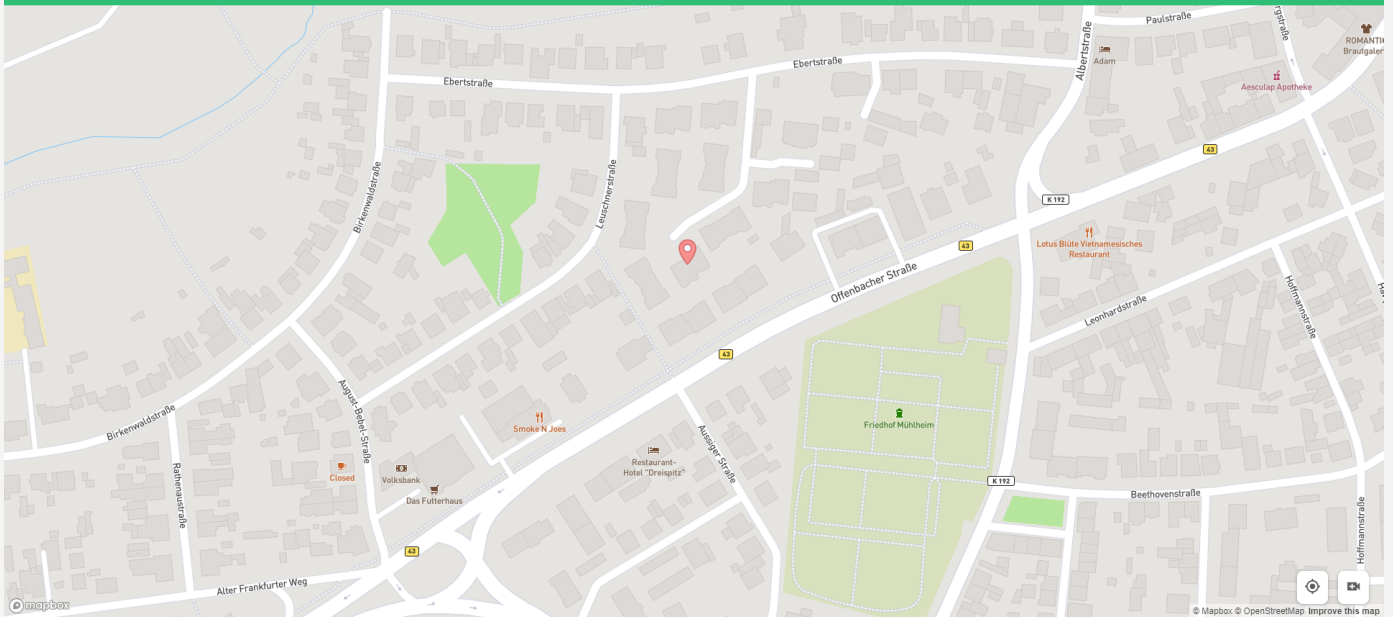 Paulstraße
Albertstraße
ROMANTI
Brautgaler
Adam
Ebertstraße
Ebertstraße
Aesculap Apotheke
43
Birkenwaldstraße
Leuschnerstraße
K 192
43
Lotus Blüte Vietnamesisches
Restaurant
Offenbacher Straße
Hoffmannstraße
Leonhardstraße
43
August-Bebel-Straße
Birkenwaldstraße
Smoke N Joes
Friedhof Mühlheim
Aussiger Straße
Restaurant-
Hotel "Dreispitz"
Closed
Volksbank
Das Futterhaus
K 192
Beethovenstraße
Rathenaustraße
Hoffmannstraße
43
Alter Frankfurter Weg
mapbox
© Mapbox © OpenStreetMap Improve this map